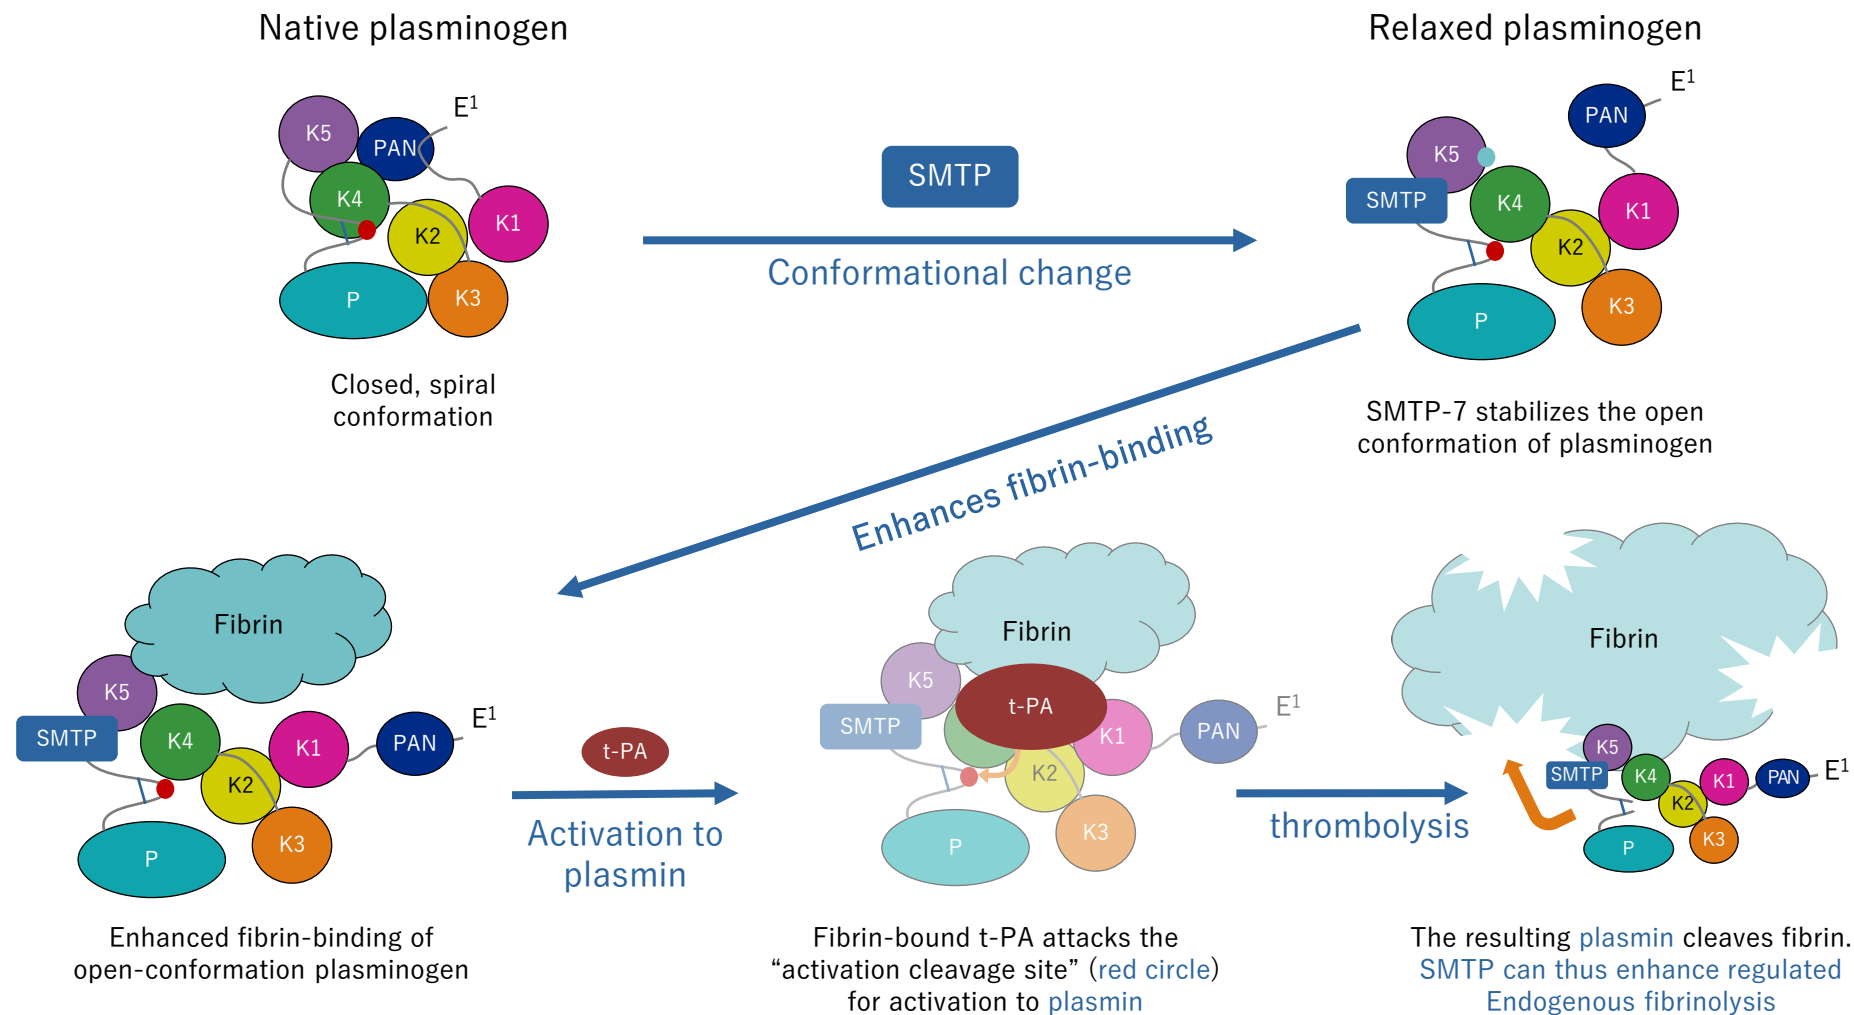 Native plasminogen
Relaxed plasminogen
E¹
K5
PAN
K4
K2
K1
P
K3
Closed, spiral
conformation
SMTP
Conformational change
E¹
PAN
K5
SMTP
K4
K1
K2
K3
P
SMTP-7 stabilizes the open
conformation of plasminogen
Enhances fibrin-binding
Fibrin
K5
SMTP
K4
K1
PAN
E¹
K2
K3
P
Enhanced fibrin-binding of
open-conformation plasminogen
t-PA
Activation to
plasmin
Fibrin
K5
t-PA
SMTP
K1
PAN
E¹
K2
K3
P
Fibrin-bound t-PA attacks the
“activation cleavage site” (red circle)
for activation to plasmin
thrombolysis
Fibrin
K5
SMTP
K4
K1
PAN
E¹
K2
K3
P
The resulting plasmin cleaves fibrin.
SMTP can thus enhance regulated
Endogenous fibrinolysis